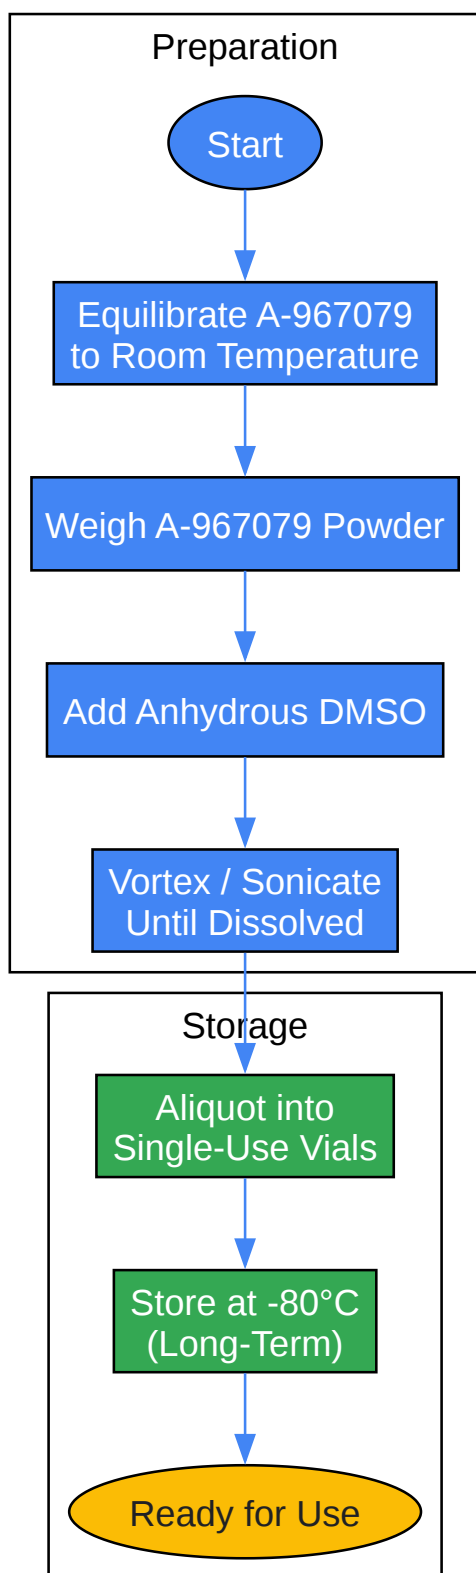 Preparation
Start
Equilibrate A-967079
to Room Temperature
Weigh A-967079 Powder
Add Anhydrous DMSO
Vortex / Sonicate
Until Dissolved
Storage
Aliquot into
Single-Use Vials
Store at -80°C
(Long-Term)
Ready for Use